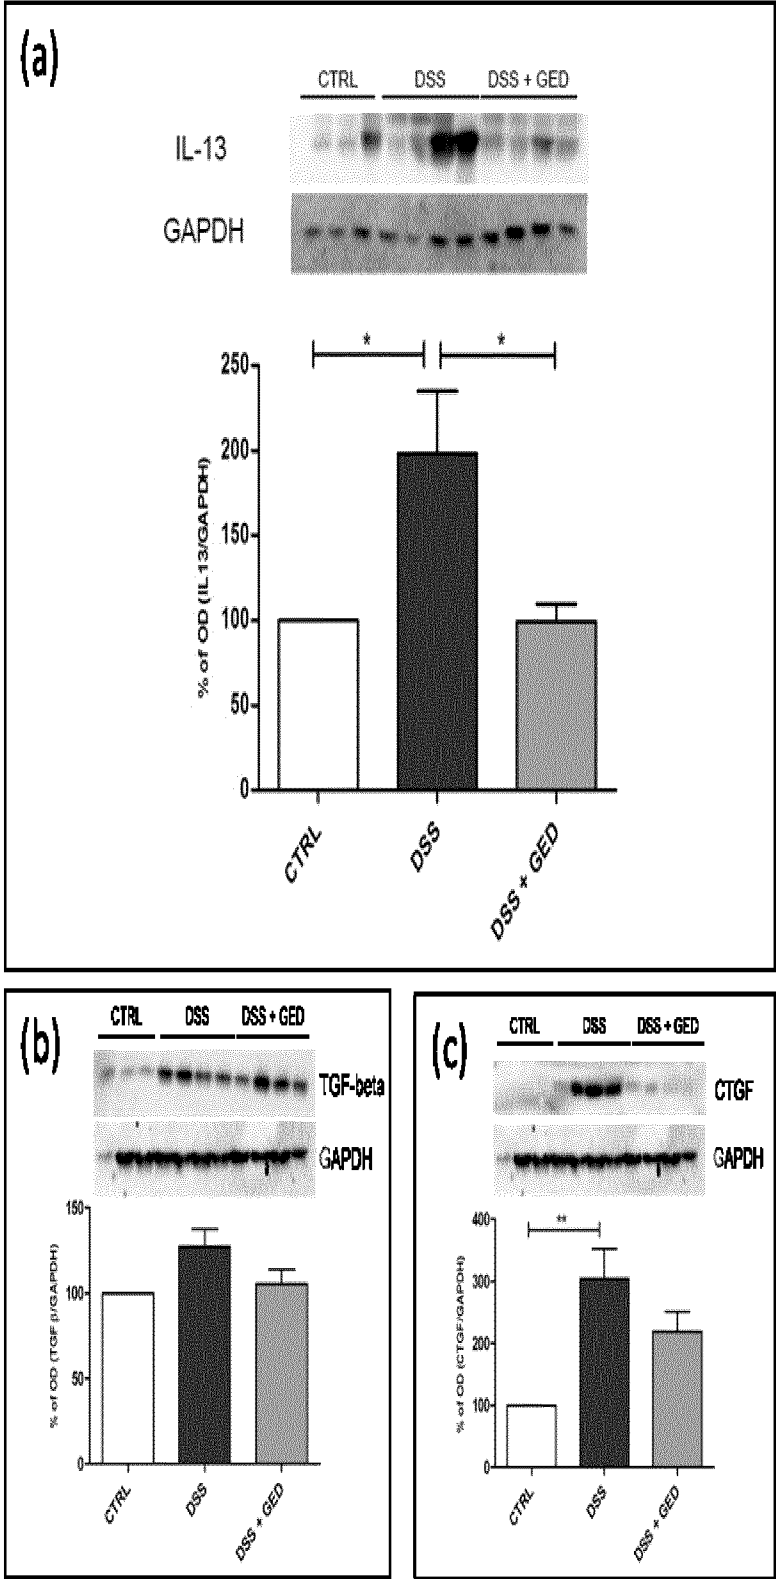 (a)
CTRL DSS DSS + GED
IL-13
GAPDH
* *
250
200
150
100
50
0
% of OD (IL13/GAPDH)
CTRL DSS DSS + GED
(b)
CTRL DSS DSS + GED
TGF-beta
GAPDH
150
100
50
0
% of OD (TGFβ/GAPDH)
CTRL DSS DSS + GED
(c)
CTRL DSS DSS + GED
CTGF
GAPDH
**
400
300
200
100
0
% of OD (CTGF/GAPDH)
CTRL DSS DSS + GED